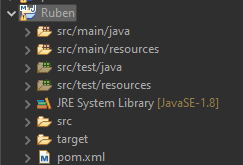 Ruben
src/main/java
src/main/resources
src/test/java
src/test/resources
JRE System Library [JavaSE-1.8]
src
target
pom.xml